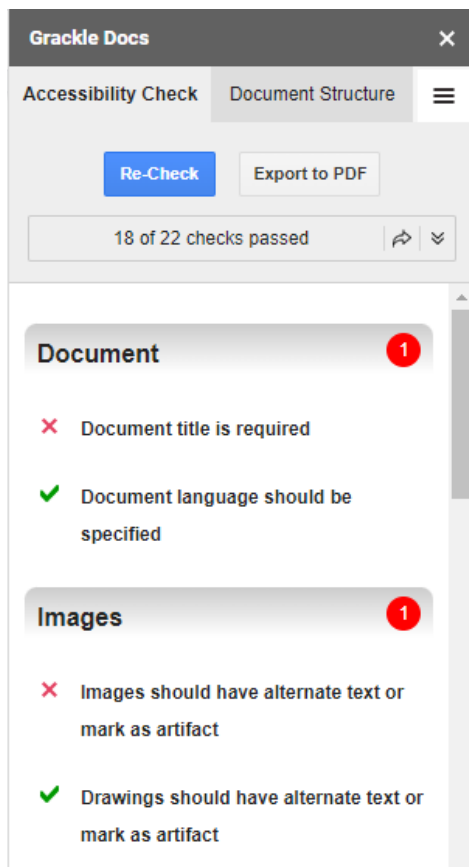 Grackle Docs
Accessibility Check Document Structure
Re-Check Export to PDF
18 of 22 checks passed
Document 1
Document title is required
Document language should be
specified
Images 1
Images should have alternate text or
mark as artifact
Drawings should have alternate text or
mark as artifact